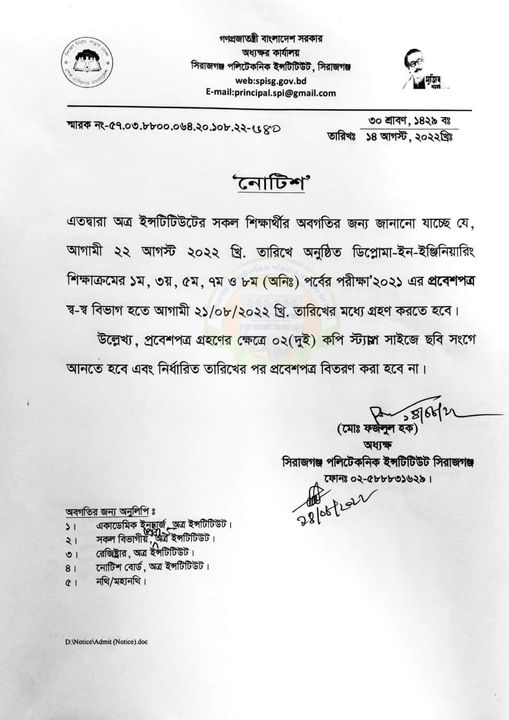 গণপ্রজাতন্ত্রী বাংলাদেশ সরকার
অধ্যক্ষর কার্যালয়
সিরাজগঞ্জ পলিটেকনিক ইন্সটিটিউট, সিরাজগঞ্জ
web:spisg.gov.bd
E-mail:principal.spi@gmail.com
স্মারক নং-৫৭.০৩.৮৮০০.০৬৪.২০.১০৮.২২-
৩০ শ্রাবণ, ১৪২৯ বঃ
তারিখঃ ১৪ আগস্ট, ২০২২খ্রিঃ
'নোটিশ'
এতদ্বারা অত্র ইন্সটিটিউটের সকল শিক্ষার্থীর অবগতির জন্য জানানো যাচ্ছে যে,
আগামী ২২ আগস্ট ২০২২ খ্রি. তারিখে অনুষ্ঠিত ডিপ্লোমা-ইন-ইঞ্জিনিয়ারিং
শিক্ষাক্রমের ১ম, ৩য়, ৫ম, ৭ম ও ৮ম (অনিঃ) পর্বের পরীক্ষা'২০২১ এর প্রবেশপত্র
স্ব-স্ব বিভাগ হতে আগামী ২১/০৮/২০২২ খ্রি. তারিখের মধ্যে গ্রহণ করতে হবে।
উল্লেখ্য, প্রবেশপত্র গ্রহণের ক্ষেত্রে ০২(দুই) কপি স্ট্যাম্প সাইজে ছবি সংগে
আনতে হবে এবং নির্ধারিত তারিখের পর প্রবেশপত্র বিতরণ করা হবে না।
১৪/০৮/২২
(মোঃ ফজলুল হক)
অধ্যক্ষ
সিরাজগঞ্জ পলিটেকনিক ইন্সটিটিউট সিরাজগঞ্জ
ফোনঃ ০২-৫৮৮৮৩১৬২৯।
১৪/০৮/২০২২
অবগতির জন্য অনুলিপি ঃ
১। একাডেমিক ইনচার্জ, অত্র ইন্সটিটিউট।
২। সকল বিভাগীয়, অত্র ইন্সটিটিউট।
৩। রেজিষ্ট্রার, অত্র ইন্সটিটিউট।
৪। নোটিশ বোর্ড, অত্র ইন্সটিটিউট।
৫। নথি/মহানথি।
D:\Notice\Admit (Notice).doc